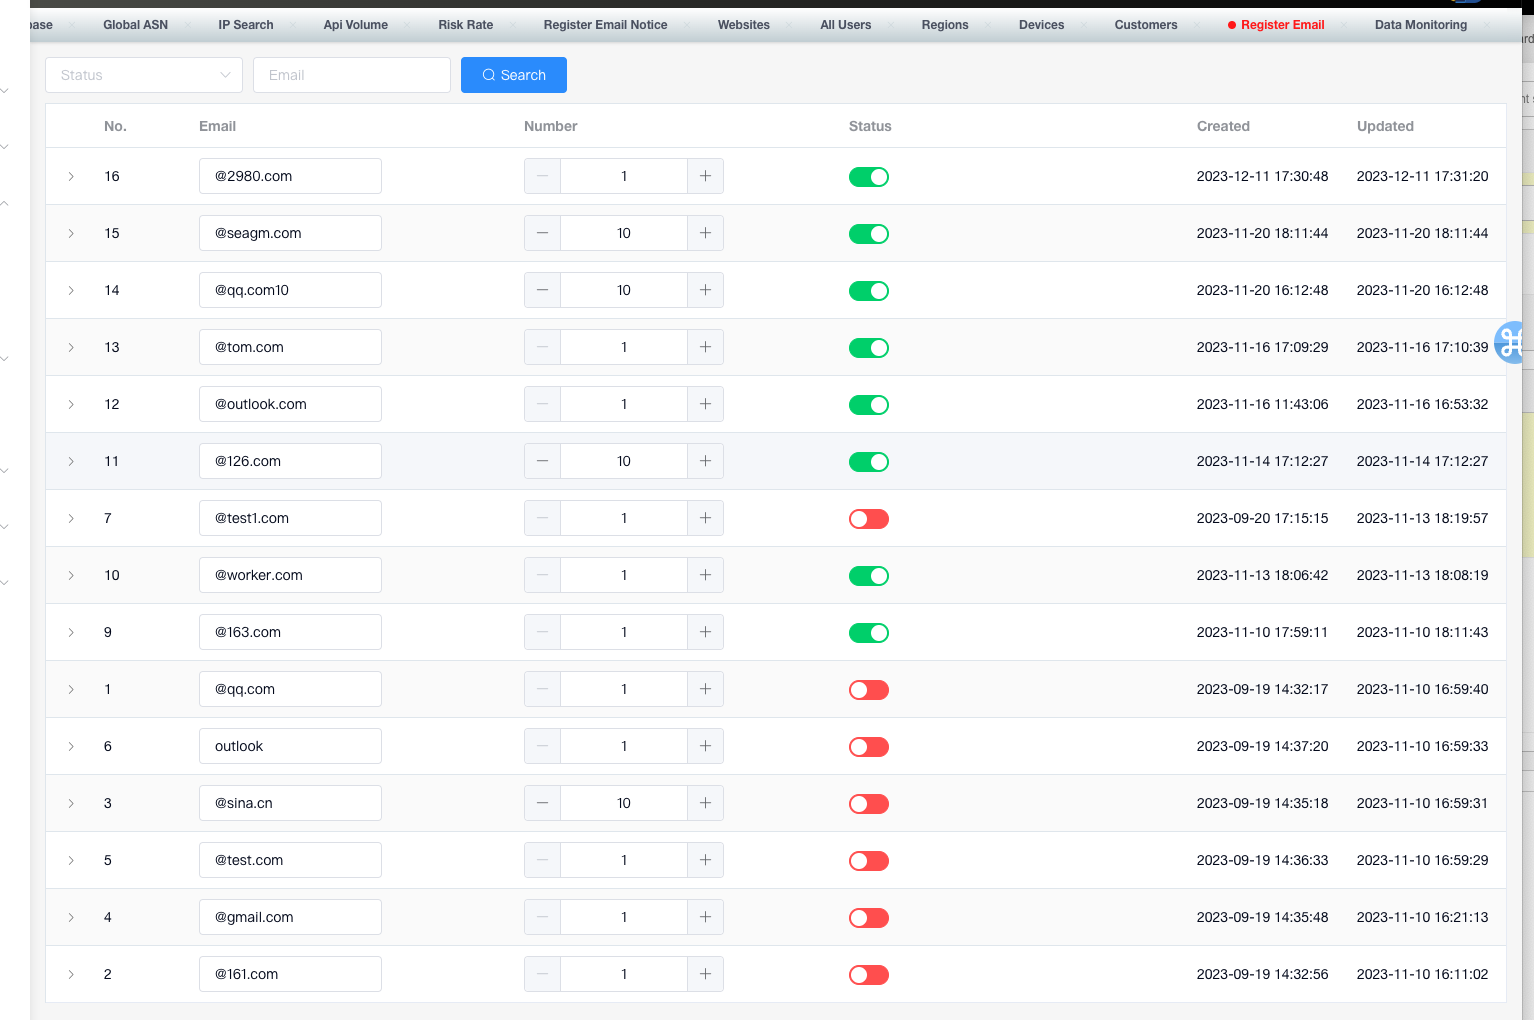 base Global ASN IP Search Api Volume Risk Rate Register Email Notice Websites All Users Regions Devices Customers Register Email Data Monitoring
Status Email Search
No. Email Number Status Created Updated
16 @2980.com 1 2023-12-11 17:30:48 2023-12-11 17:31:20
15 @seagm.com 10 2023-11-20 18:11:44 2023-11-20 18:11:44
14 @qq.com10 10 2023-11-20 16:12:48 2023-11-20 16:12:48
13 @tom.com 1 2023-11-16 17:09:29 2023-11-16 17:10:39
12 @outlook.com 1 2023-11-16 11:43:06 2023-11-16 16:53:32
11 @126.com 10 2023-11-14 17:12:27 2023-11-14 17:12:27
7 @test1.com 1 2023-09-20 17:15:15 2023-11-13 18:19:57
10 @worker.com 1 2023-11-13 18:06:42 2023-11-13 18:08:19
9 @163.com 1 2023-11-10 17:59:11 2023-11-10 18:11:43
1 @qq.com 1 2023-09-19 14:32:17 2023-11-10 16:59:40
6 outlook 1 2023-09-19 14:37:20 2023-11-10 16:59:33
3 @sina.cn 10 2023-09-19 14:35:18 2023-11-10 16:59:31
5 @test.com 1 2023-09-19 14:36:33 2023-11-10 16:59:29
4 @gmail.com 1 2023-09-19 14:35:48 2023-11-10 16:21:13
2 @161.com 1 2023-09-19 14:32:56 2023-11-10 16:11:02